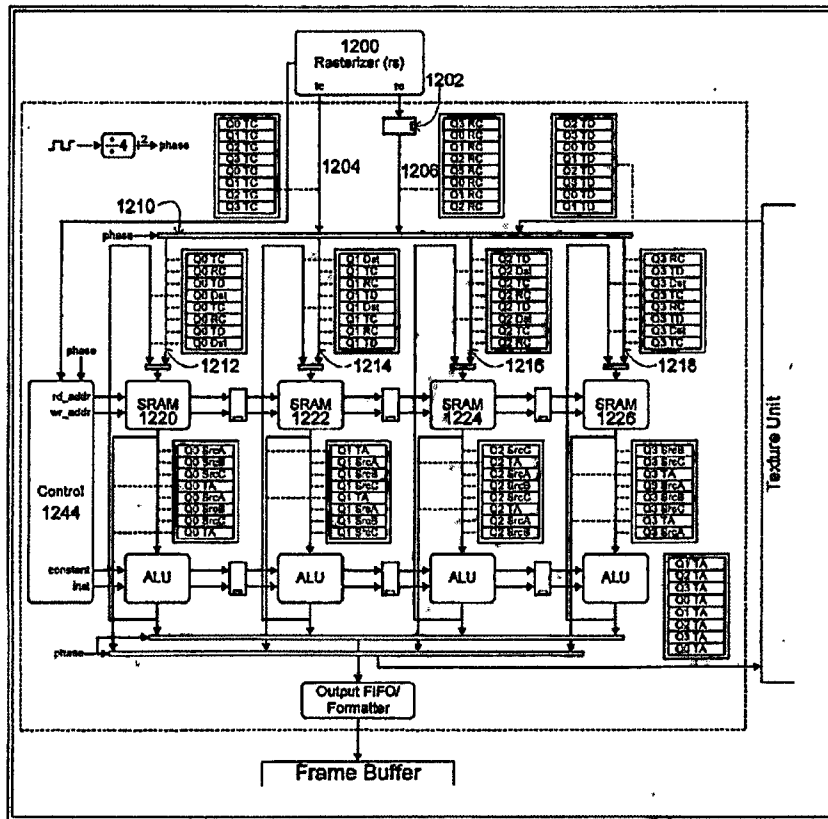 1200
Rasterizer (rs)
tc
rc
1202
÷ 4
2
phase
Q0 TC
Q1 TC
Q2 TC
Q3 TC
Q0 TC
Q1 TC
Q2 TC
Q3 TC
1204
1206
Q3 RC
Q0 RC
Q1 RC
Q2 RC
Q3 RC
Q0 RC
Q1 RC
Q2 RC
Q2 TD
Q3 TD
Q0 TD
Q1 TD
Q2 TD
Q3 TD
Q0 TD
Q1 TD
1210
phase
Q0 TC
Q0 RC
Q0 TD
Q0 Dst
Q0 TC
Q0 RC
Q0 TD
Q0 Dst
Q1 Dst
Q1 TC
Q1 RC
Q1 TD
Q1 Dst
Q1 TC
Q1 RC
Q1 TD
Q2 TD
Q2 Dst
Q2 TC
Q2 RC
Q2 TD
Q2 Dst
Q2 TC
Q2 RC
Q3 RC
Q3 TD
Q3 Dst
Q3 TC
Q3 RC
Q3 TD
Q3 Dst
Q3 TC
phase
1212
1214
1216
1218
rd_addr
wr_addr
SRAM
1220
SRAM
1222
SRAM
1224
SRAM
1226
Texture Unit
Control
1244
Q0 SrcA
Q0 SrcB
Q0 SrcC
Q0 TA
Q0 SrcA
Q0 SrcB
Q0 SrcC
Q0 TA
Q1 TA
Q1 SrcA
Q1 SrcB
Q1 SrcC
Q1 TA
Q1 SrcA
Q1 SrcB
Q1 SrcC
Q2 SrcC
Q2 TA
Q2 SrcA
Q2 SrcB
Q2 SrcC
Q2 TA
Q2 SrcA
Q2 SrcB
Q3 SrcB
Q3 SrcC
Q3 TA
Q3 SrcA
Q3 SrcB
Q3 SrcC
Q3 TA
Q3 SrcA
constant
inst
ALU
ALU
ALU
ALU
Q1 TA
Q2 TA
Q3 TA
Q0 TA
Q1 TA
Q2 TA
Q3 TA
Q0 TA
phase
Output FIFO/
Formatter
Frame Buffer